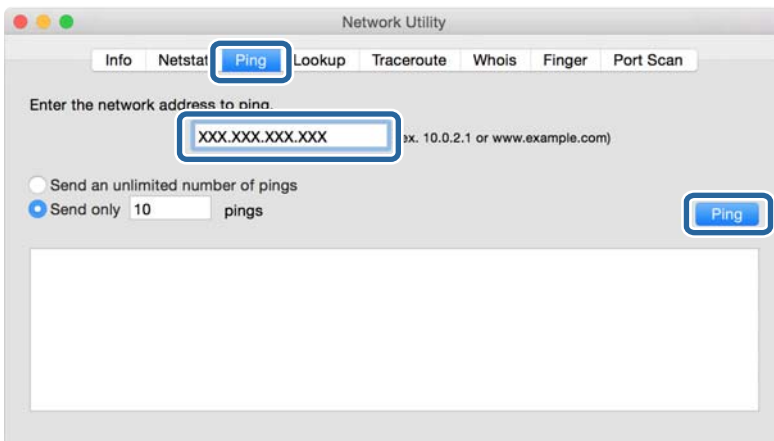 Network Utility
Info Netstat Ping Lookup Traceroute Whois Finger Port Scan
Enter the network address to ping.
XXX.XXX.XXX.XXX ex. 10.0.2.1 or www.example.com)
Send an unlimited number of pings
Send only 10 pings
Ping